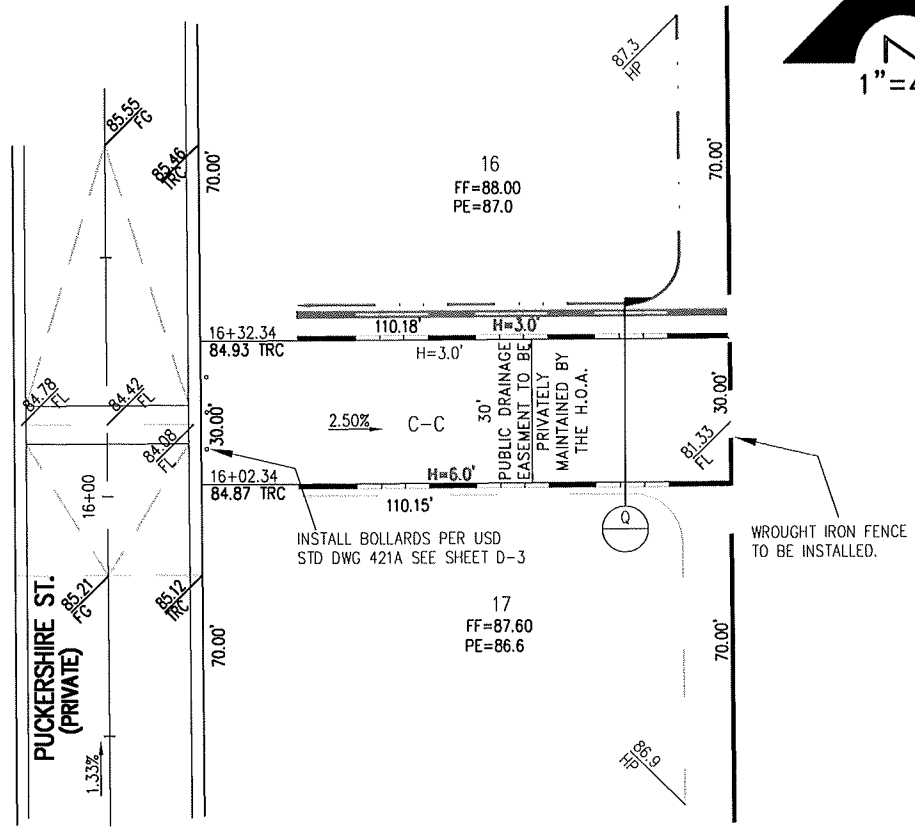 1"=4
87.3
HP
85.55
FG
85.46
TRC
70.00'
70.00'
16
FF=88.00
PE=87.0
110.18'
H=3.0'
16+32.34
84.93 TRC
H=3.0'
84.78
FL
84.42
FL
84.08
FL
30.00'
2.50%
C-C
30'
PUBLIC DRAINAGE
EASEMENT TO BE
PRIVATELY
MAINTAINED BY
THE H.O.A.
30.00'
81.33
FL
16+00
16+02.34
84.87 TRC
H=6.0'
110.15'
Q
INSTALL BOLLARDS PER USD
STD DWG 421A SEE SHEET D-3
WROUGHT IRON FENCE
TO BE INSTALLED.
85.21
FG
85.12
TRC
17
FF=87.60
PE=86.6
PUCKERSHIRE ST.
(PRIVATE)
70.00'
70.00'
1.33%
86.9
HP